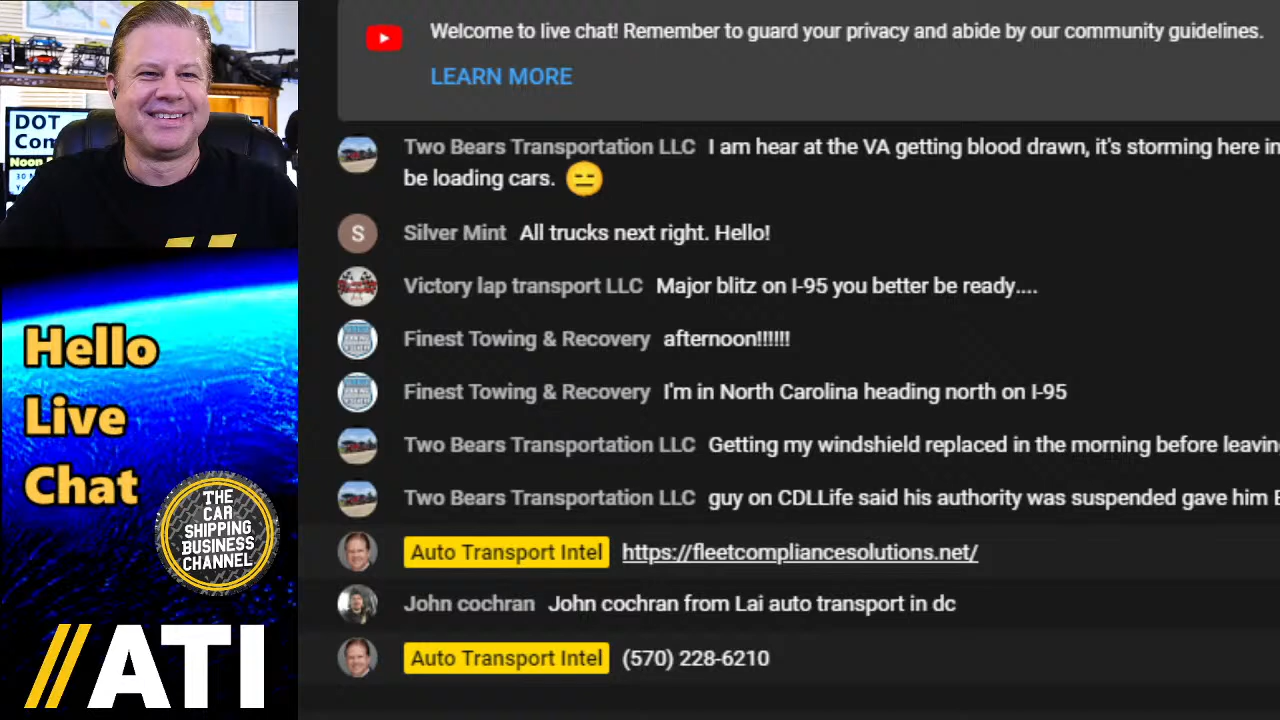 Welcome to live chat! Remember to guard your privacy and abide by our community guidelines.
LEARN MORE
Two Bears Transportation LLC I am hear at the VA getting blood drawn, it's storming here in
be loading cars. 😑
S Silver Mint All trucks next right. Hello!
Victory lap transport LLC Major blitz on I-95 you better be ready....
Finest Towing & Recovery afternoon!!!!!!
Finest Towing & Recovery I'm in North Carolina heading north on I-95
Two Bears Transportation LLC Getting my windshield replaced in the morning before
Two Bears Transportation LLC guy on CDLLife said his authority was suspended gave him
Auto Transport Intel https://fleetcompliancesolutions.net/
John cochran John cochran from Lai auto transport in dc
Auto Transport Intel (570) 228-6210
DOT
Com
Noon
Hello
Live
Chat
THE
CAR
SHIPPING
BUSINESS
CHANNEL
//ATI